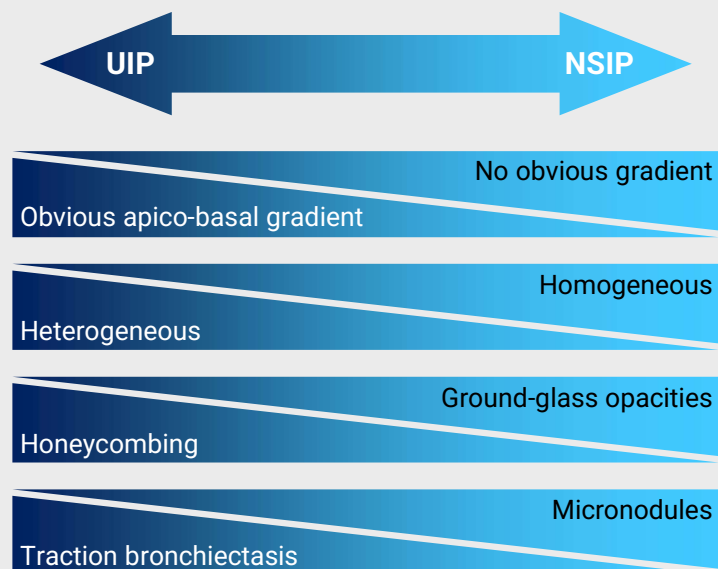 UIP
NSIP
No obvious gradient
Obvious apico-basal gradient
Homogeneous
Heterogeneous
Ground-glass opacities
Honeycombing
Micronodules
Traction bronchiectasis